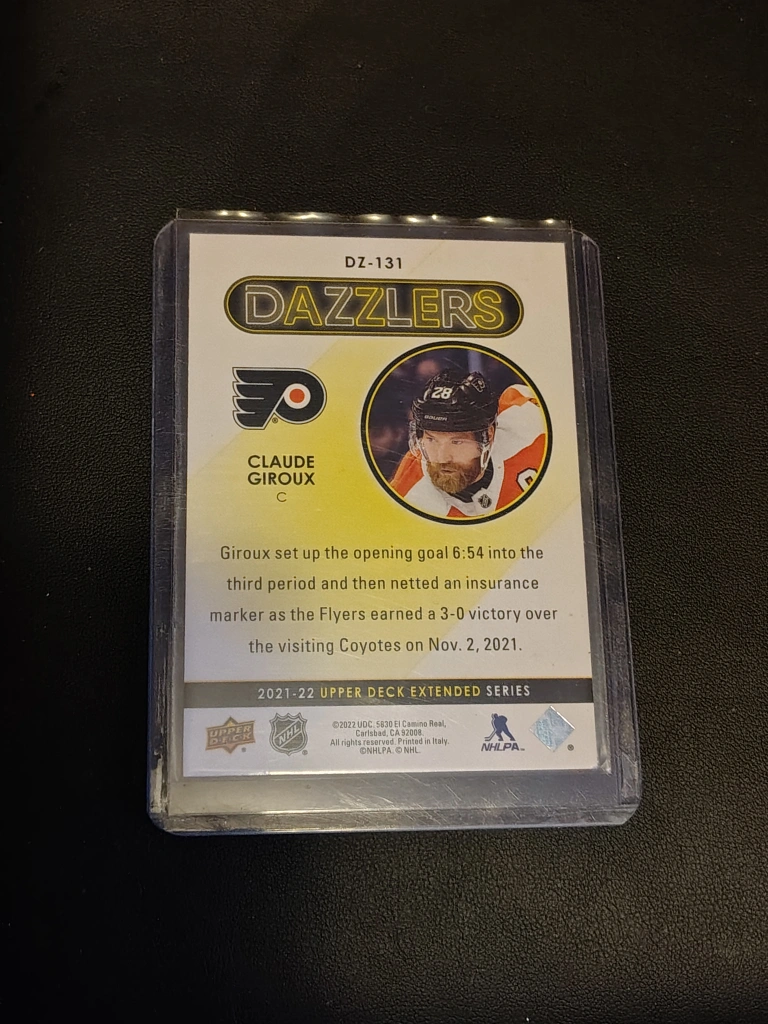 DZ-131
DAZZLERS
CLAUDE
GIROUX
C
28
BAUER
Giroux set up the opening goal 6:54 into the
third period and then netted an insurance
marker as the Flyers earned a 3-0 victory over
the visiting Coyotes on Nov. 2, 2021.
2021-22 UPPER DECK EXTENDED SERIES
UPPER
DECK
NHL
©2022 UDC. 5830 El Camino Real,
Carlsbad, CA 92008.
All rights reserved. Printed in Italy.
©NHLPA. © NHL.
NHLPA